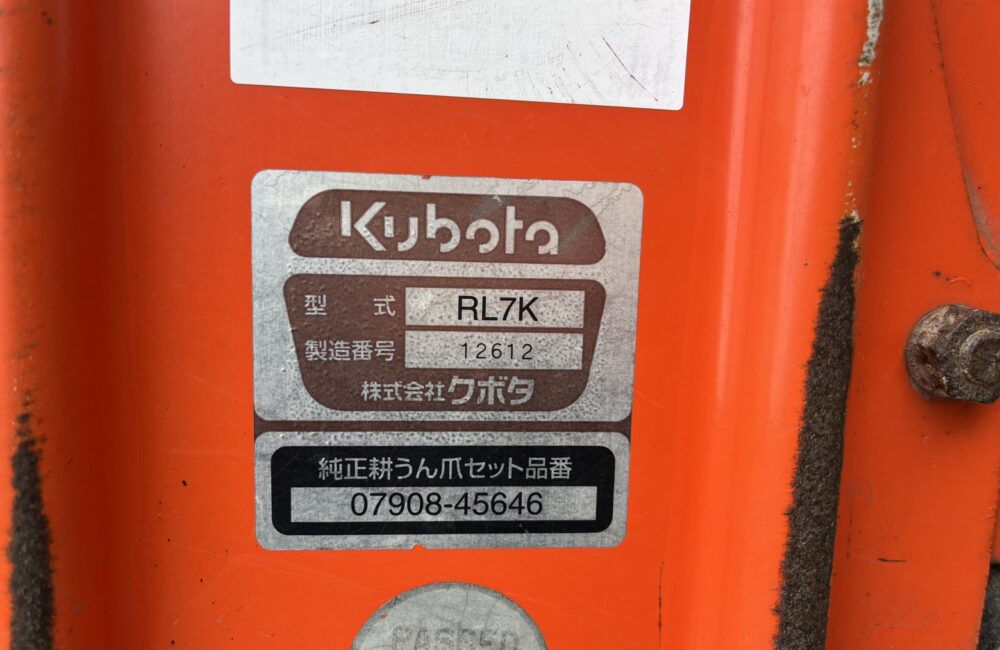 Kubota
型式 RL7K
製造番号 12612
株式会社クボタ
純正耕うん爪セット品番
07908-45646
PASSED